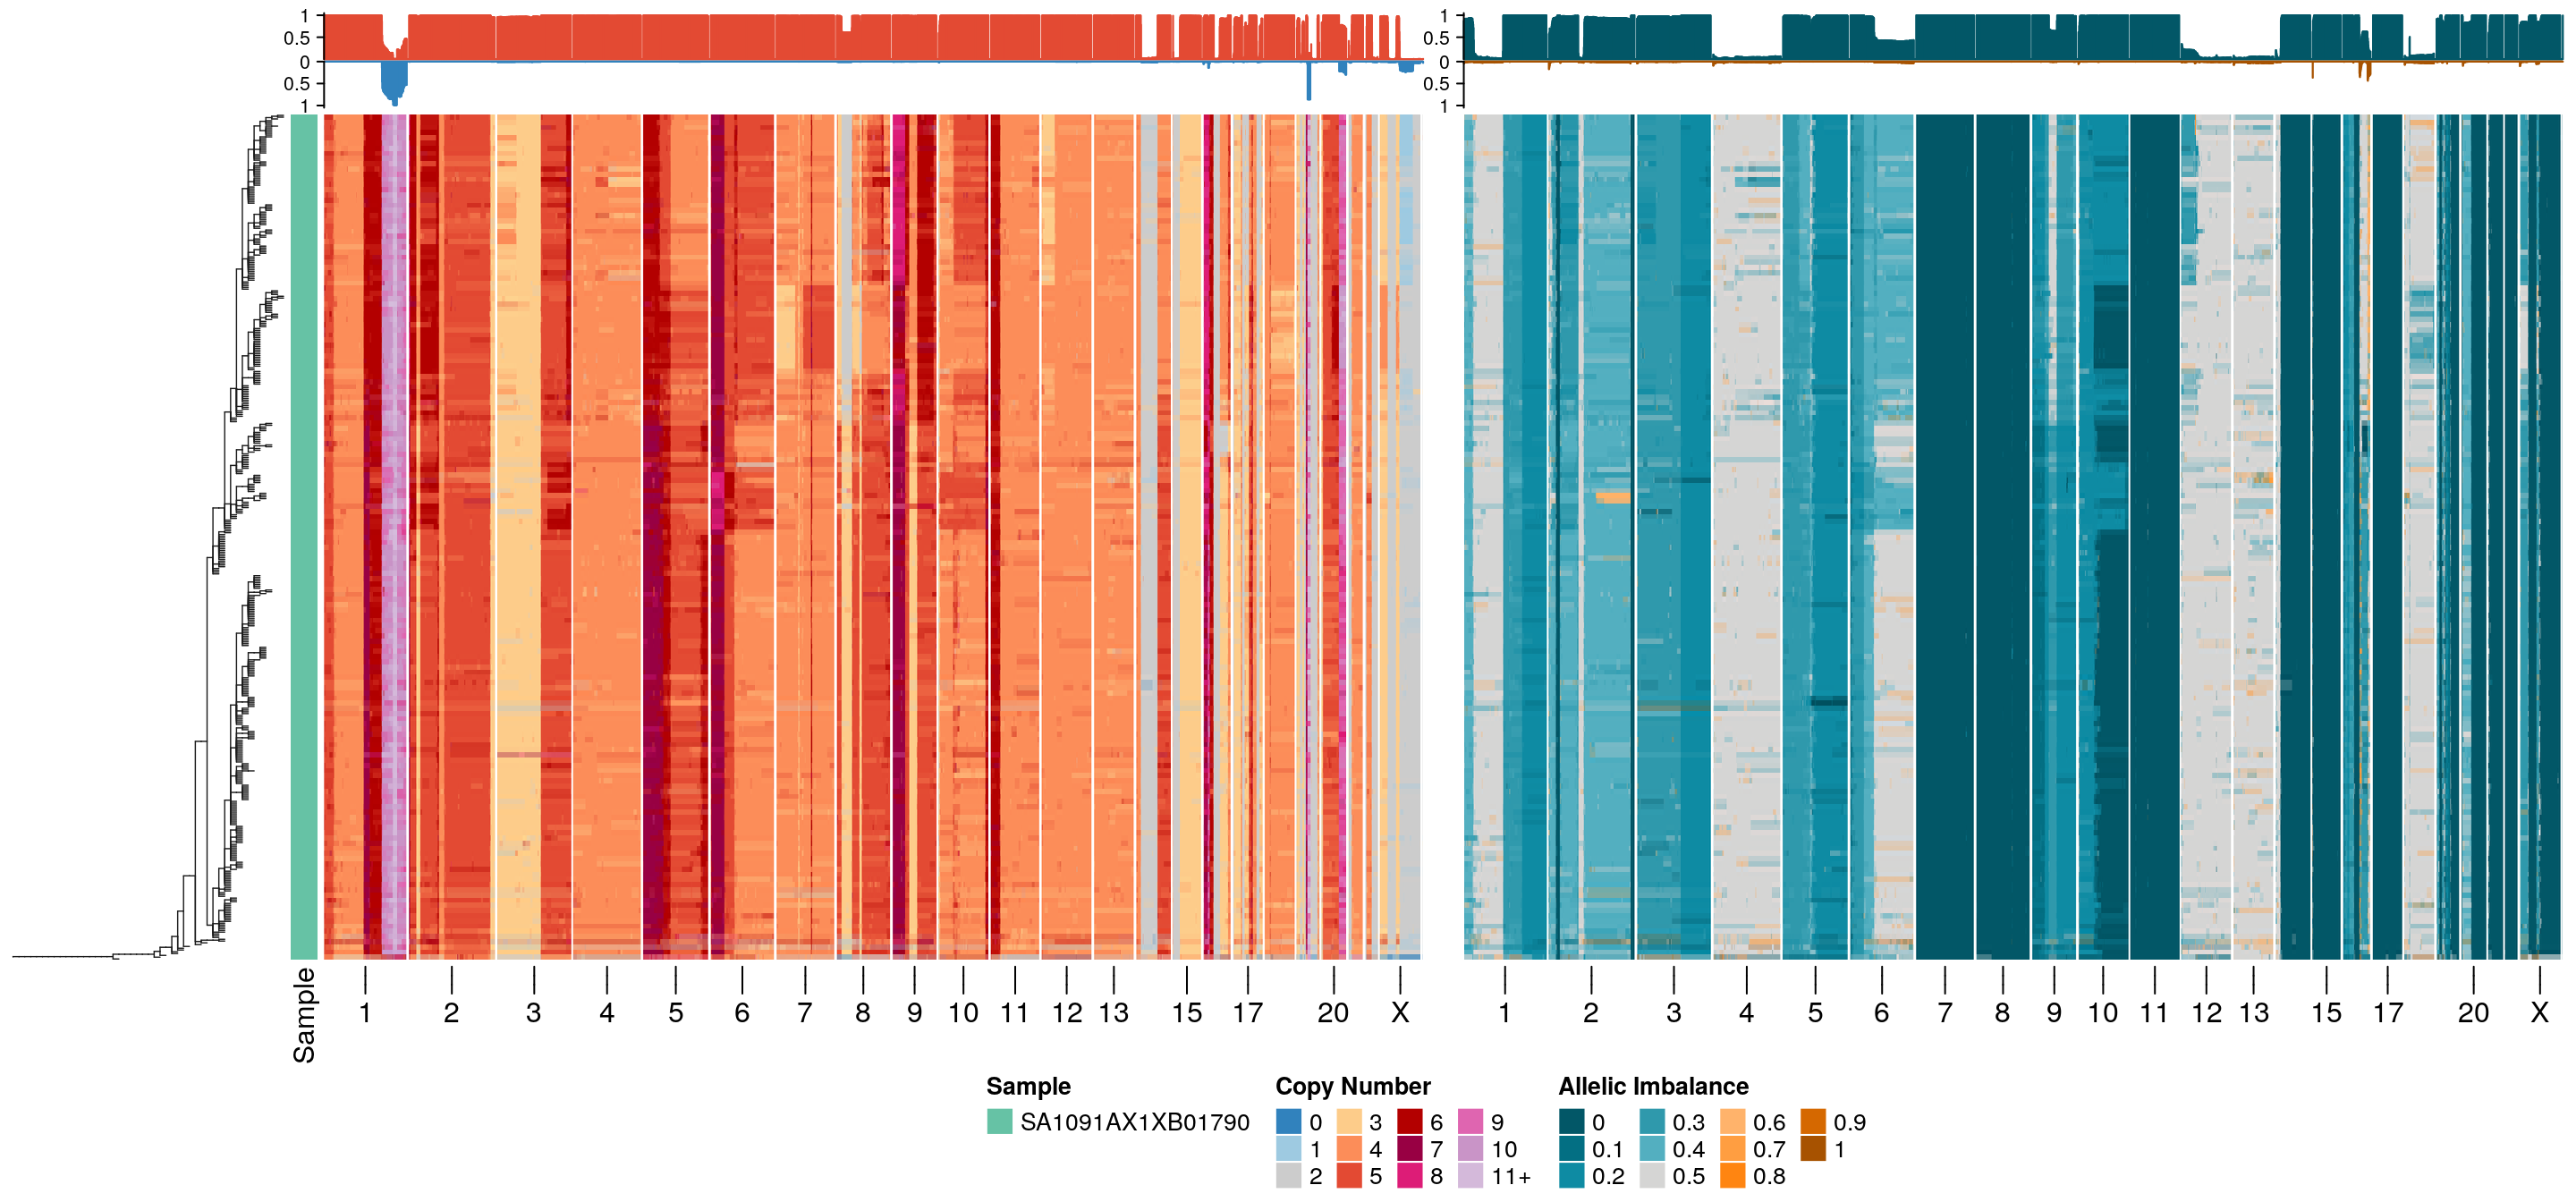 1 1
0.5 0.5
0 0
0.5 0.5
1 1
Sample
1 2 3 4 5 6 7 8 9 10 11 12 13 15 17 20 X
1 2 3 4 5 6 7 8 9 10 11 12 13 15 17 20 X
Sample
SA1091AX1XB01790
Copy Number
0 3 6 9
1 4 7 10
2 5 8 11+
Allelic Imbalance
0 0.3 0.6 0.9
0.1 0.4 0.7 1
0.2 0.5 0.8